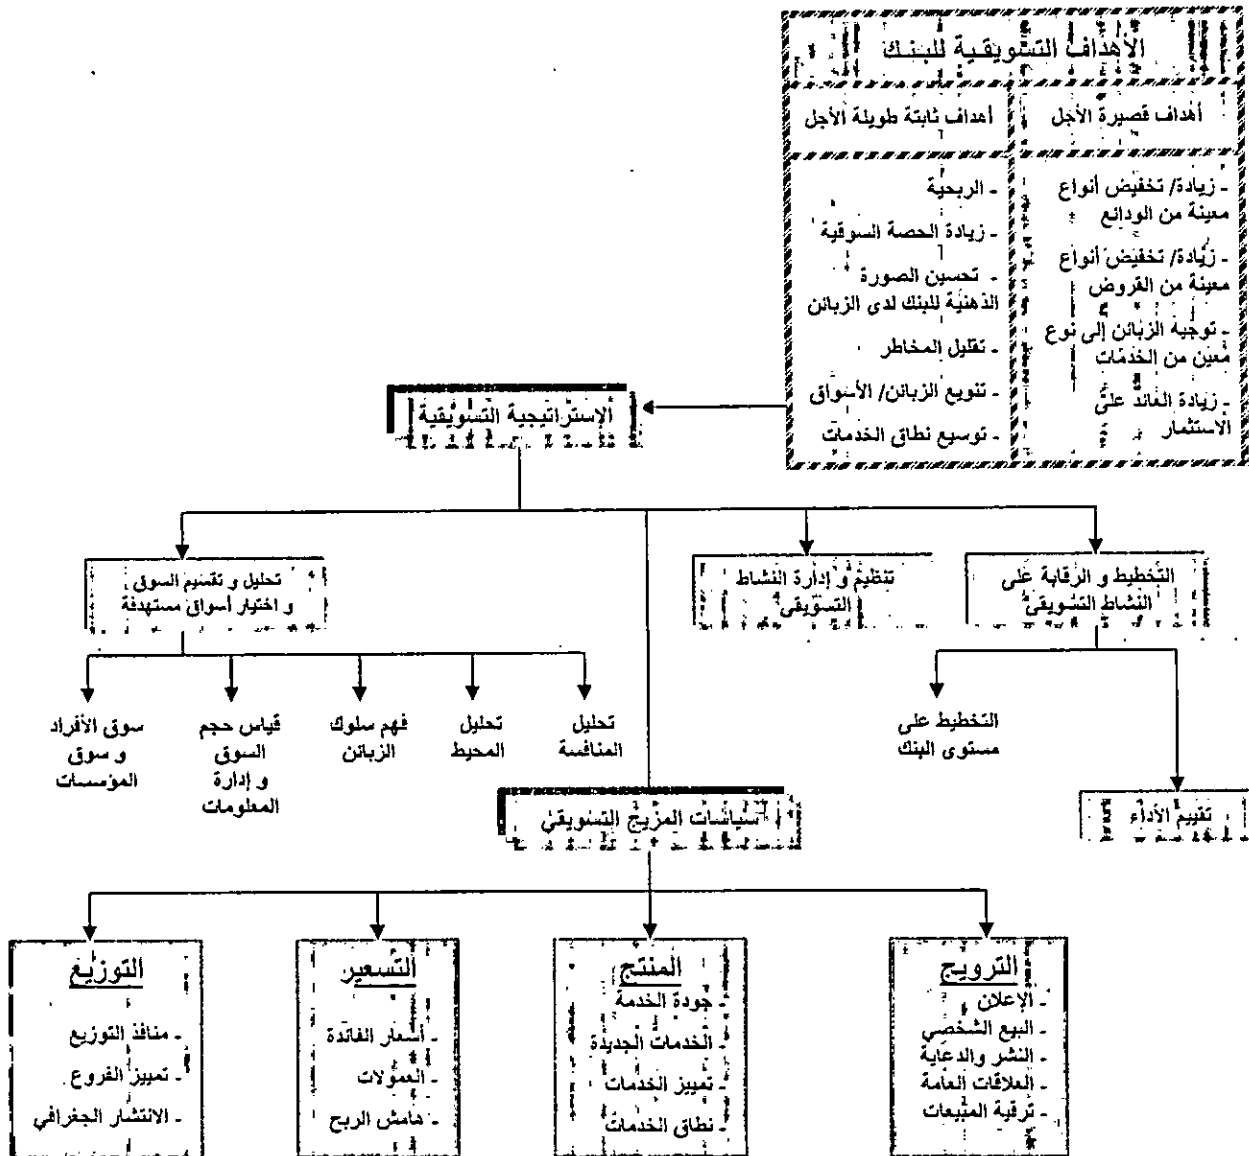 الأهداف التسويقية للبنك
أهداف قصيرة الأجل
أهداف ثابتة طويلة الأجل
- زيادة/ تخفيض أنواع
معينة من الودائع
- زيادة/ تخفيض أنواع
معينة من القروض
- توجيه الزبائن إلى نوع
معين من الخدمات
- زيادة العائد على
الاستثمار
- الربحية
- زيادة الحصة السوقية
- تحسين الصورة
الذهنية للبنك لدى الزبائن
- تقليل المخاطر
- تنويع الزبائن/ الأسواق
- توسيع نطاق الخدمات
الإستراتيجية التسويقية
التخطيط و الرقابة على
النشاط التسويقي
تنظيم و إدارة النشاط
التسويقي
تحليل و تقسيم السوق
و اختيار أسواق مستهدفة
التخطيط على
مستوى البنك
تقييم الأداء
تحليل
المنافسة
تحليل
المحيط
فهم سلوك
الزبائن
قياس حجم
السوق
و إدارة
المعلومات
سوق الأفراد
و سوق
المؤسسات
سياسات المزيج التسويقي
الترويج
- الإعلان
- البيع الشخصي
- النشر والدعاية
- العلاقات العامة
- ترقية المبيعات
المنتج
- جودة الخدمة
- الخدمات الجديدة
- تمييز الخدمات
- نطاق الخدمات
التسعير
- أسعار الفائدة
- العمولات
- هامش الربح
التوزيع
- منافذ التوزيع
- تمييز الفروع
- الانتشار الجغرافي